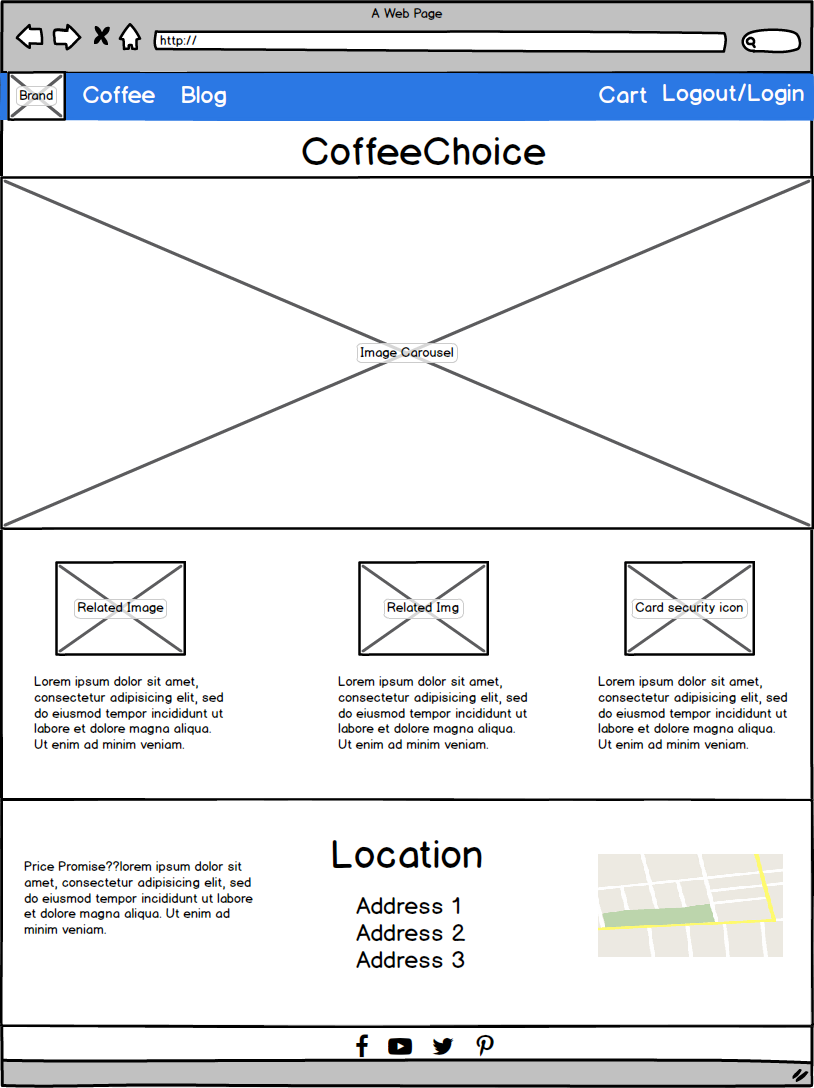 A Web Page
http://
Brand
Coffee
Blog
Cart
Logout/Login
CoffeeChoice
Image Carousel
Related Image
Related Img
Card security icon
Lorem ipsum dolor sit amet,
consectetur adipisicing elit, sed
do eiusmod tempor incididunt ut
labore et dolore magna aliqua.
Ut enim ad minim veniam.
Lorem ipsum dolor sit amet,
consectetur adipisicing elit, sed
do eiusmod tempor incididunt ut
labore et dolore magna aliqua.
Ut enim ad minim veniam.
Lorem ipsum dolor sit amet,
consectetur adipisicing elit, sed
do eiusmod tempor incididunt ut
labore et dolore magna aliqua.
Ut enim ad minim veniam.
Price Promise??lorem ipsum dolor sit
amet, consectetur adipisicing elit, sed
do eiusmod tempor incididunt ut labore
et dolore magna aliqua. Ut enim ad
minim veniam.
Location
Address 1
Address 2
Address 3